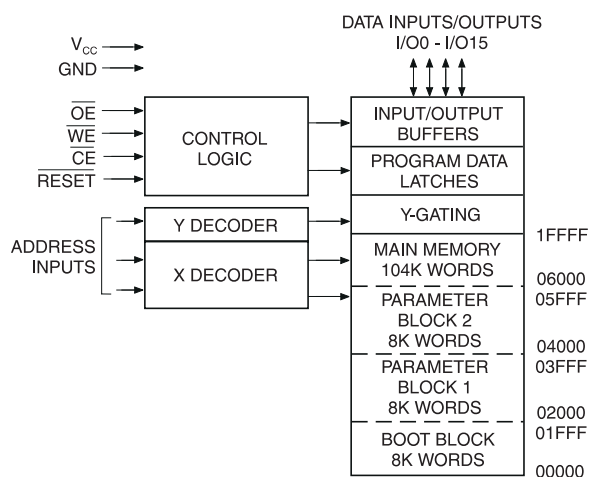 DATA INPUTS/OUTPUTS
I/O0 - I/O15
VCC
GND
OE
WE
CE
RESET
CONTROL
LOGIC
INPUT/OUTPUT
BUFFERS
PROGRAM DATA
LATCHES
ADDRESS
INPUTS
Y DECODER
X DECODER
Y-GATING
1FFFF
MAIN MEMORY
104K WORDS
06000
05FFF
PARAMETER
BLOCK 2
8K WORDS
04000
03FFF
PARAMETER
BLOCK 1
8K WORDS
02000
01FFF
BOOT BLOCK
8K WORDS
00000